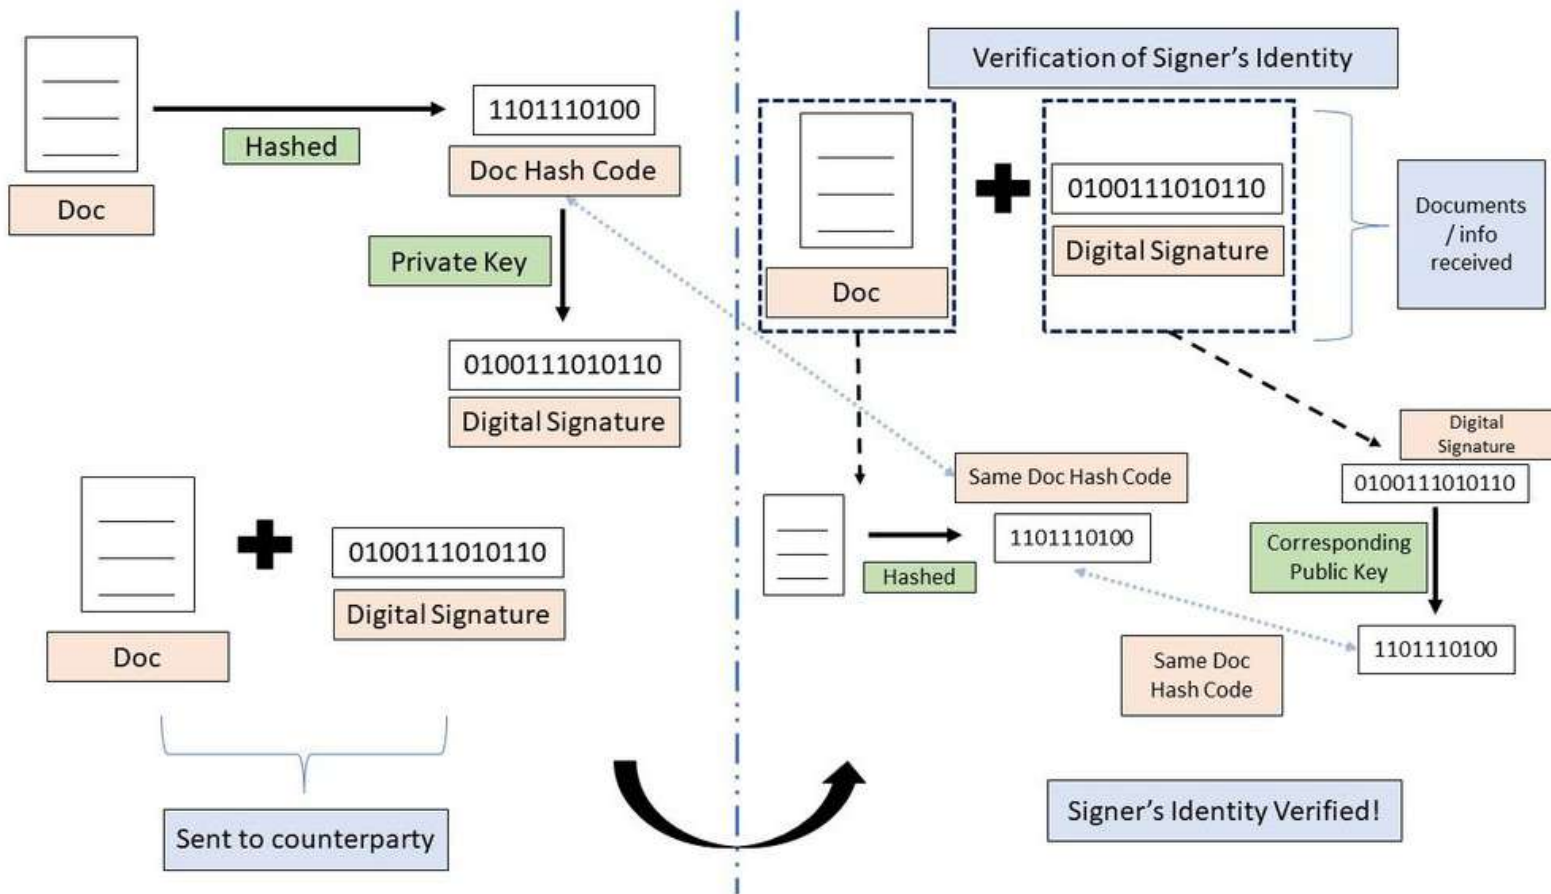 1101110100
Hashed
Doc Hash Code
Doc
Private Key
0100111010110
Digital Signature
0100111010110
Digital Signature
Doc
Sent to counterparty
Verification of Signer's Identity
0100111010110
Digital Signature
Doc
Documents
/ info
received
Digital
Signature
0100111010110
Same Doc Hash Code
1101110100
Hashed
Corresponding
Public Key
1101110100
Same Doc
Hash Code
Signer's Identity Verified!